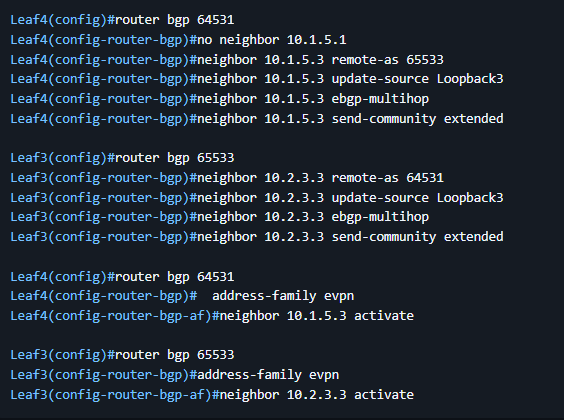 Leaf4(config)#router bgp 64531
Leaf4(config-router-bgp)#no neighbor 10.1.5.1
Leaf4(config-router-bgp)#neighbor 10.1.5.3 remote-as 65533
Leaf4(config-router-bgp)#neighbor 10.1.5.3 update-source Loopback3
Leaf4(config-router-bgp)#neighbor 10.1.5.3 ebgp-multihop
Leaf4(config-router-bgp)#neighbor 10.1.5.3 send-community extended

Leaf3(config)#router bgp 65533
Leaf3(config-router-bgp)#neighbor 10.2.3.3 remote-as 64531
Leaf3(config-router-bgp)#neighbor 10.2.3.3 update-source Loopback3
Leaf3(config-router-bgp)#neighbor 10.2.3.3 ebgp-multihop
Leaf3(config-router-bgp)#neighbor 10.2.3.3 send-community extended

Leaf4(config)#router bgp 64531
Leaf4(config-router-bgp)#  address-family evpn
Leaf4(config-router-bgp-af)#neighbor 10.1.5.3 activate

Leaf3(config)#router bgp 65533
Leaf3(config-router-bgp)#address-family evpn
Leaf3(config-router-bgp-af)#neighbor 10.2.3.3 activate